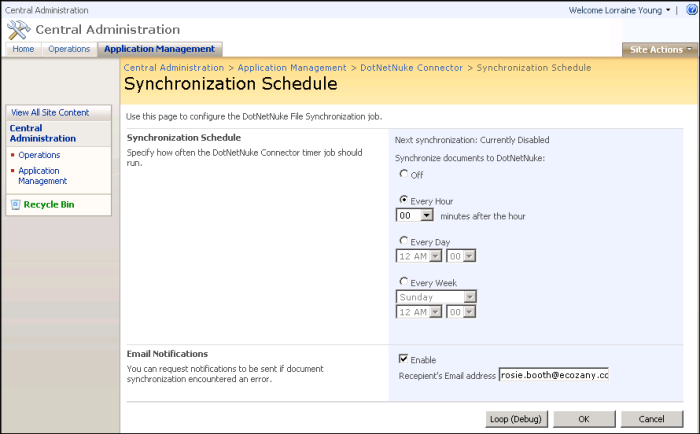 Central Administration
Welcome Lorraine Young
Central Administration
Home Operations Application Management Site Actions
Central Administration > Application Management > DotNetNuke Connector > Synchronization Schedule
Synchronization Schedule
Use this page to configure the DotNetNuke File Synchronization job.
View All Site Content
Central
Administration
Operations
Application
Management
Recycle Bin
Synchronization Schedule
Specify how often the DotNetNuke Connector timer job should
run.
Next synchronization: Currently Disabled
Synchronize documents to DotNetNuke:
Off
Every Hour
00 minutes after the hour
Every Day
12 AM 00
Every Week
Sunday
12 AM 00
Email Notifications
You can request notifications to be sent if document
synchronization encountered an error.
Enable
Recepient's Email address rosie.booth@ecozany.cc
Loop (Debug) OK Cancel